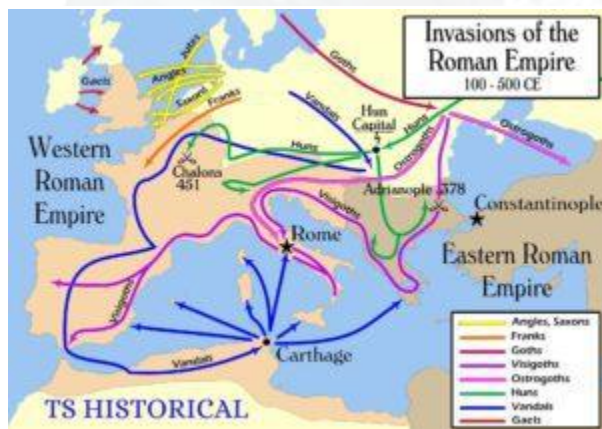 Invasions of the
Roman Empire
100 - 500 CE
Goths
Jutes
Angles
Saxons
Gaels
Franks
Vandals
Hun
Capital
Huns
Ostrogoths
Ostrogoths
Huns
Western
Roman
Empire
Chalons
451
Visigoths
Adrianople 378
Constantinople
Rome
Eastern Roman
Empire
Visigoths
Vandals
Carthage
TS HISTORICAL
Angles, Saxons
Franks
Goths
Visigoths
Ostrogoths
Huns
Vandals
Gaels